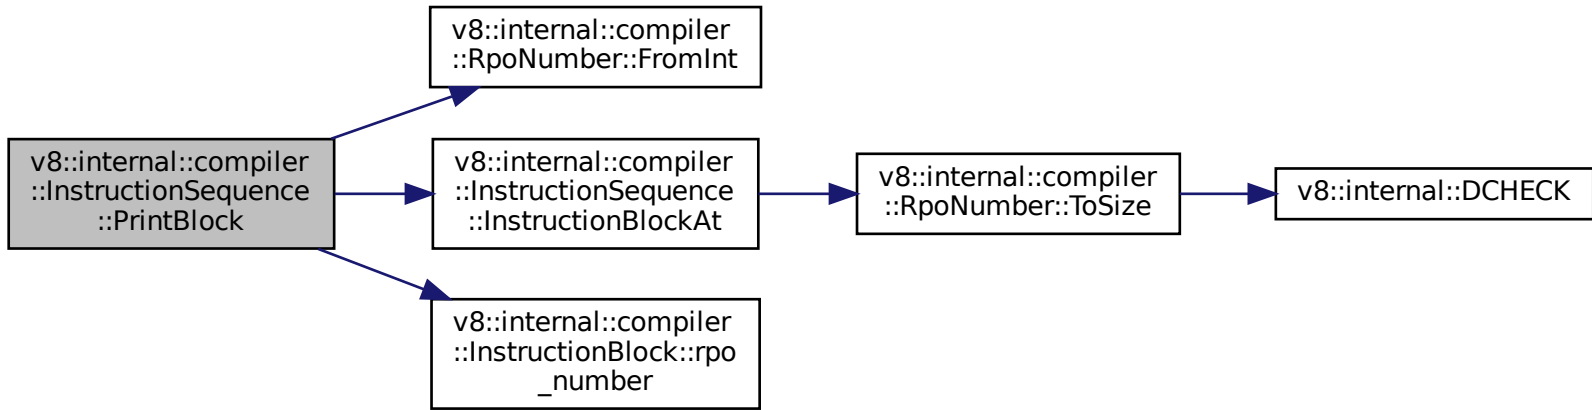 v8::internal::compiler
::RpoNumber::FromInt
v8::internal::compiler
::InstructionSequence
::PrintBlock
v8::internal::compiler
::InstructionSequence
::InstructionBlockAt
v8::internal::compiler
::RpoNumber::ToSize
v8::internal::DCHECK
v8::internal::compiler
::InstructionBlock::rpo
_number